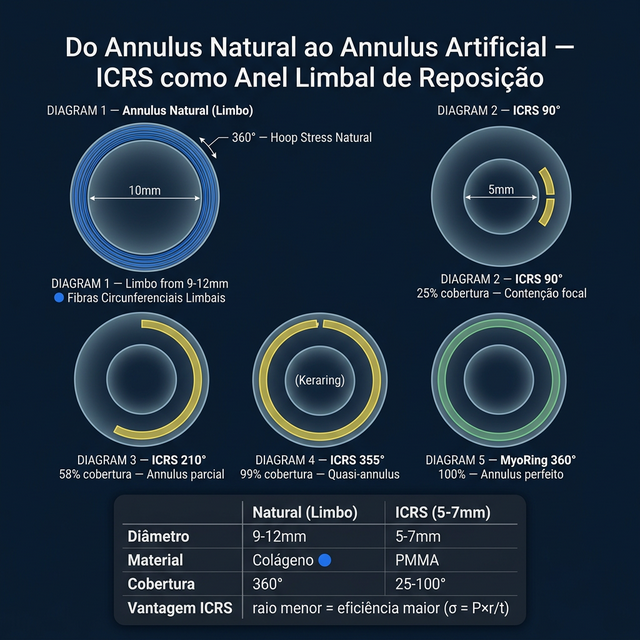 Do Annulus Natural ao Annulus Artificial —
ICRS como Anel Limbal de Reposição
DIAGRAM 1 — Annulus Natural (Limbo)
360° — Hoop Stress Natural
10mm
DIAGRAM 1 — Limbo from 9-12mm
Fibras Circunferenciais Limbais
DIAGRAM 2 — ICRS 90°
5mm
DIAGRAM 2 — ICRS 90°
25% cobertura — Contenção focal
DIAGRAM 3 — ICRS 210°
58% cobertura — Annulus parcial
(Keraring)
DIAGRAM 4 — ICRS 355°
99% cobertura — Quasi-annulus
DIAGRAM 5 — MyoRing 360°
100% — Annulus perfeito
Natural (Limbo) ICRS (5-7mm)
Diâmetro 9-12mm 5-7mm
Material Colágeno PMMA
Cobertura 360° 25-100°
Vantagem ICRS raio menor = eficiência maior (σ = P×r/t)